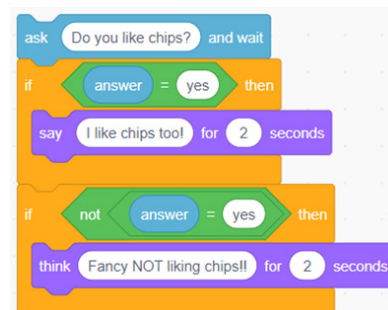 ask Do you like chips? and wait
if answer = yes then
say I like chips too! for 2 seconds
if not answer = yes then
think Fancy NOT liking chips!! for 2 seconds